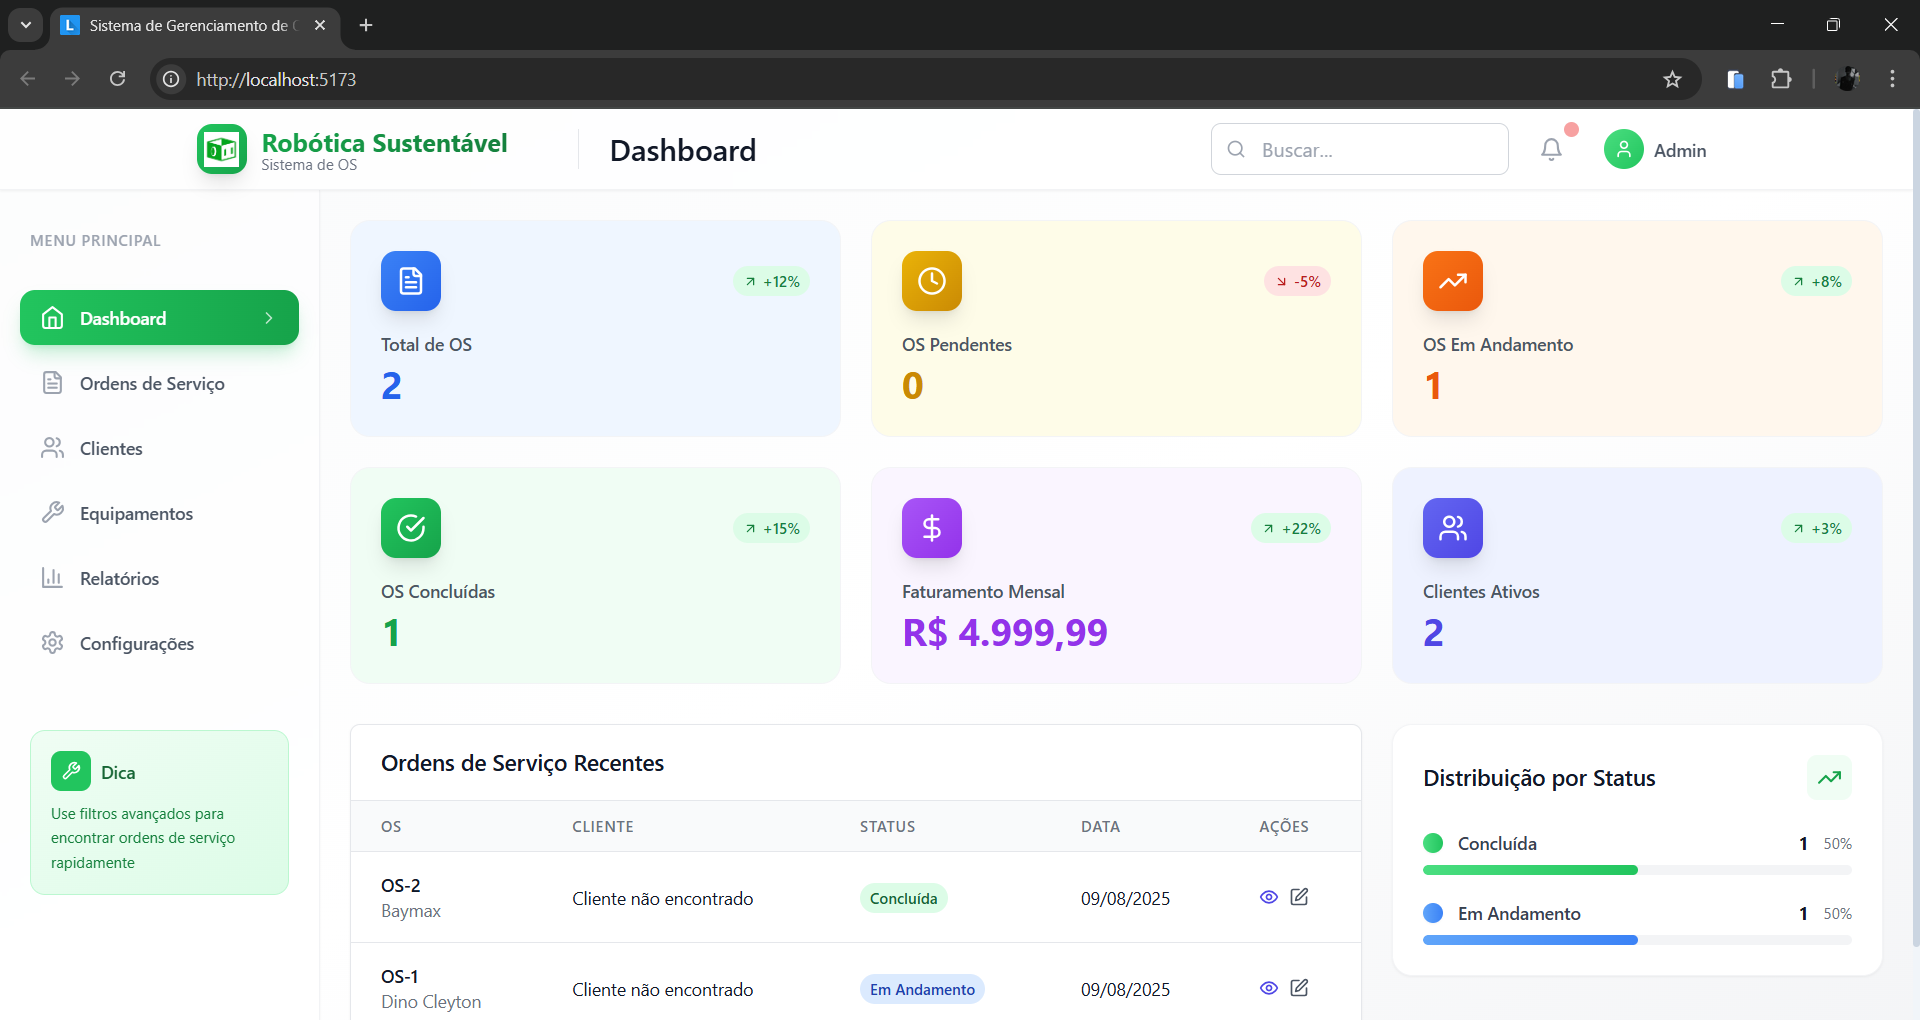 Sistema de Gerenciamento de
http://localhost:5173
Robótica Sustentável
Sistema de OS
Dashboard
Buscar...
Admin
MENU PRINCIPAL
Dashboard
Ordens de Serviço
Clientes
Equipamentos
Relatórios
Configurações
Dica
Use filtros avançados para
encontrar ordens de serviço
rapidamente
+12%
Total de OS
2
-5%
OS Pendentes
0
+8%
OS Em Andamento
1
+15%
OS Concluídas
1
+22%
Faturamento Mensal
R$ 4.999,99
+3%
Clientes Ativos
2
Ordens de Serviço Recentes
OS CLIENTE STATUS DATA AÇÕES
OS-2
Baymax
Cliente não encontrado Concluída 09/08/2025
OS-1
Dino Cleyton
Cliente não encontrado Em Andamento 09/08/2025
Distribuição por Status
Concluída 1 50%
Em Andamento 1 50%